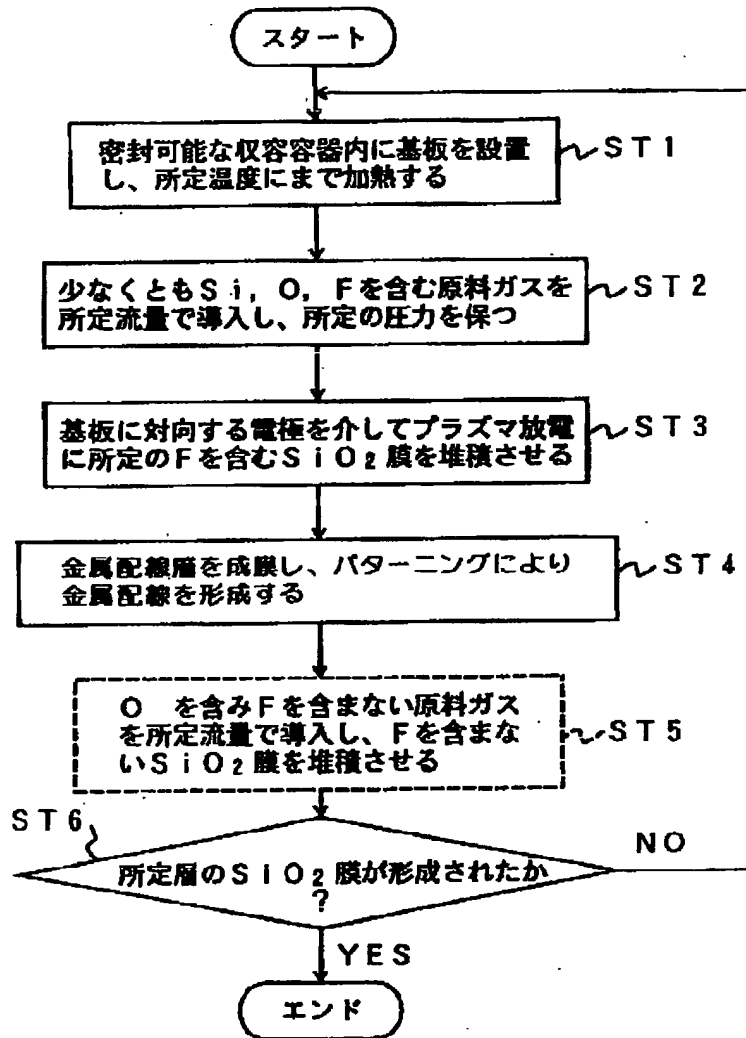 スタート
密封可能な収容容器内に基板を設置
し、所定温度にまで加熱する
ST1
少なくともSi, O, Fを含む原料ガスを
所定流量で導入し、所定の圧力を保つ
ST2
基板に対向する電極を介してプラズマ放電
に所定のFを含むSiO₂膜を堆積させる
ST3
金属配線層を成膜し、パターニングにより
金属配線を形成する
ST4
O を含みFを含まない原料ガス
を所定流量で導入し、Fを含まな
いSiO₂膜を堆積させる
ST5
ST6
所定層のSiO₂膜が形成されたか
?
NO
YES
エンド